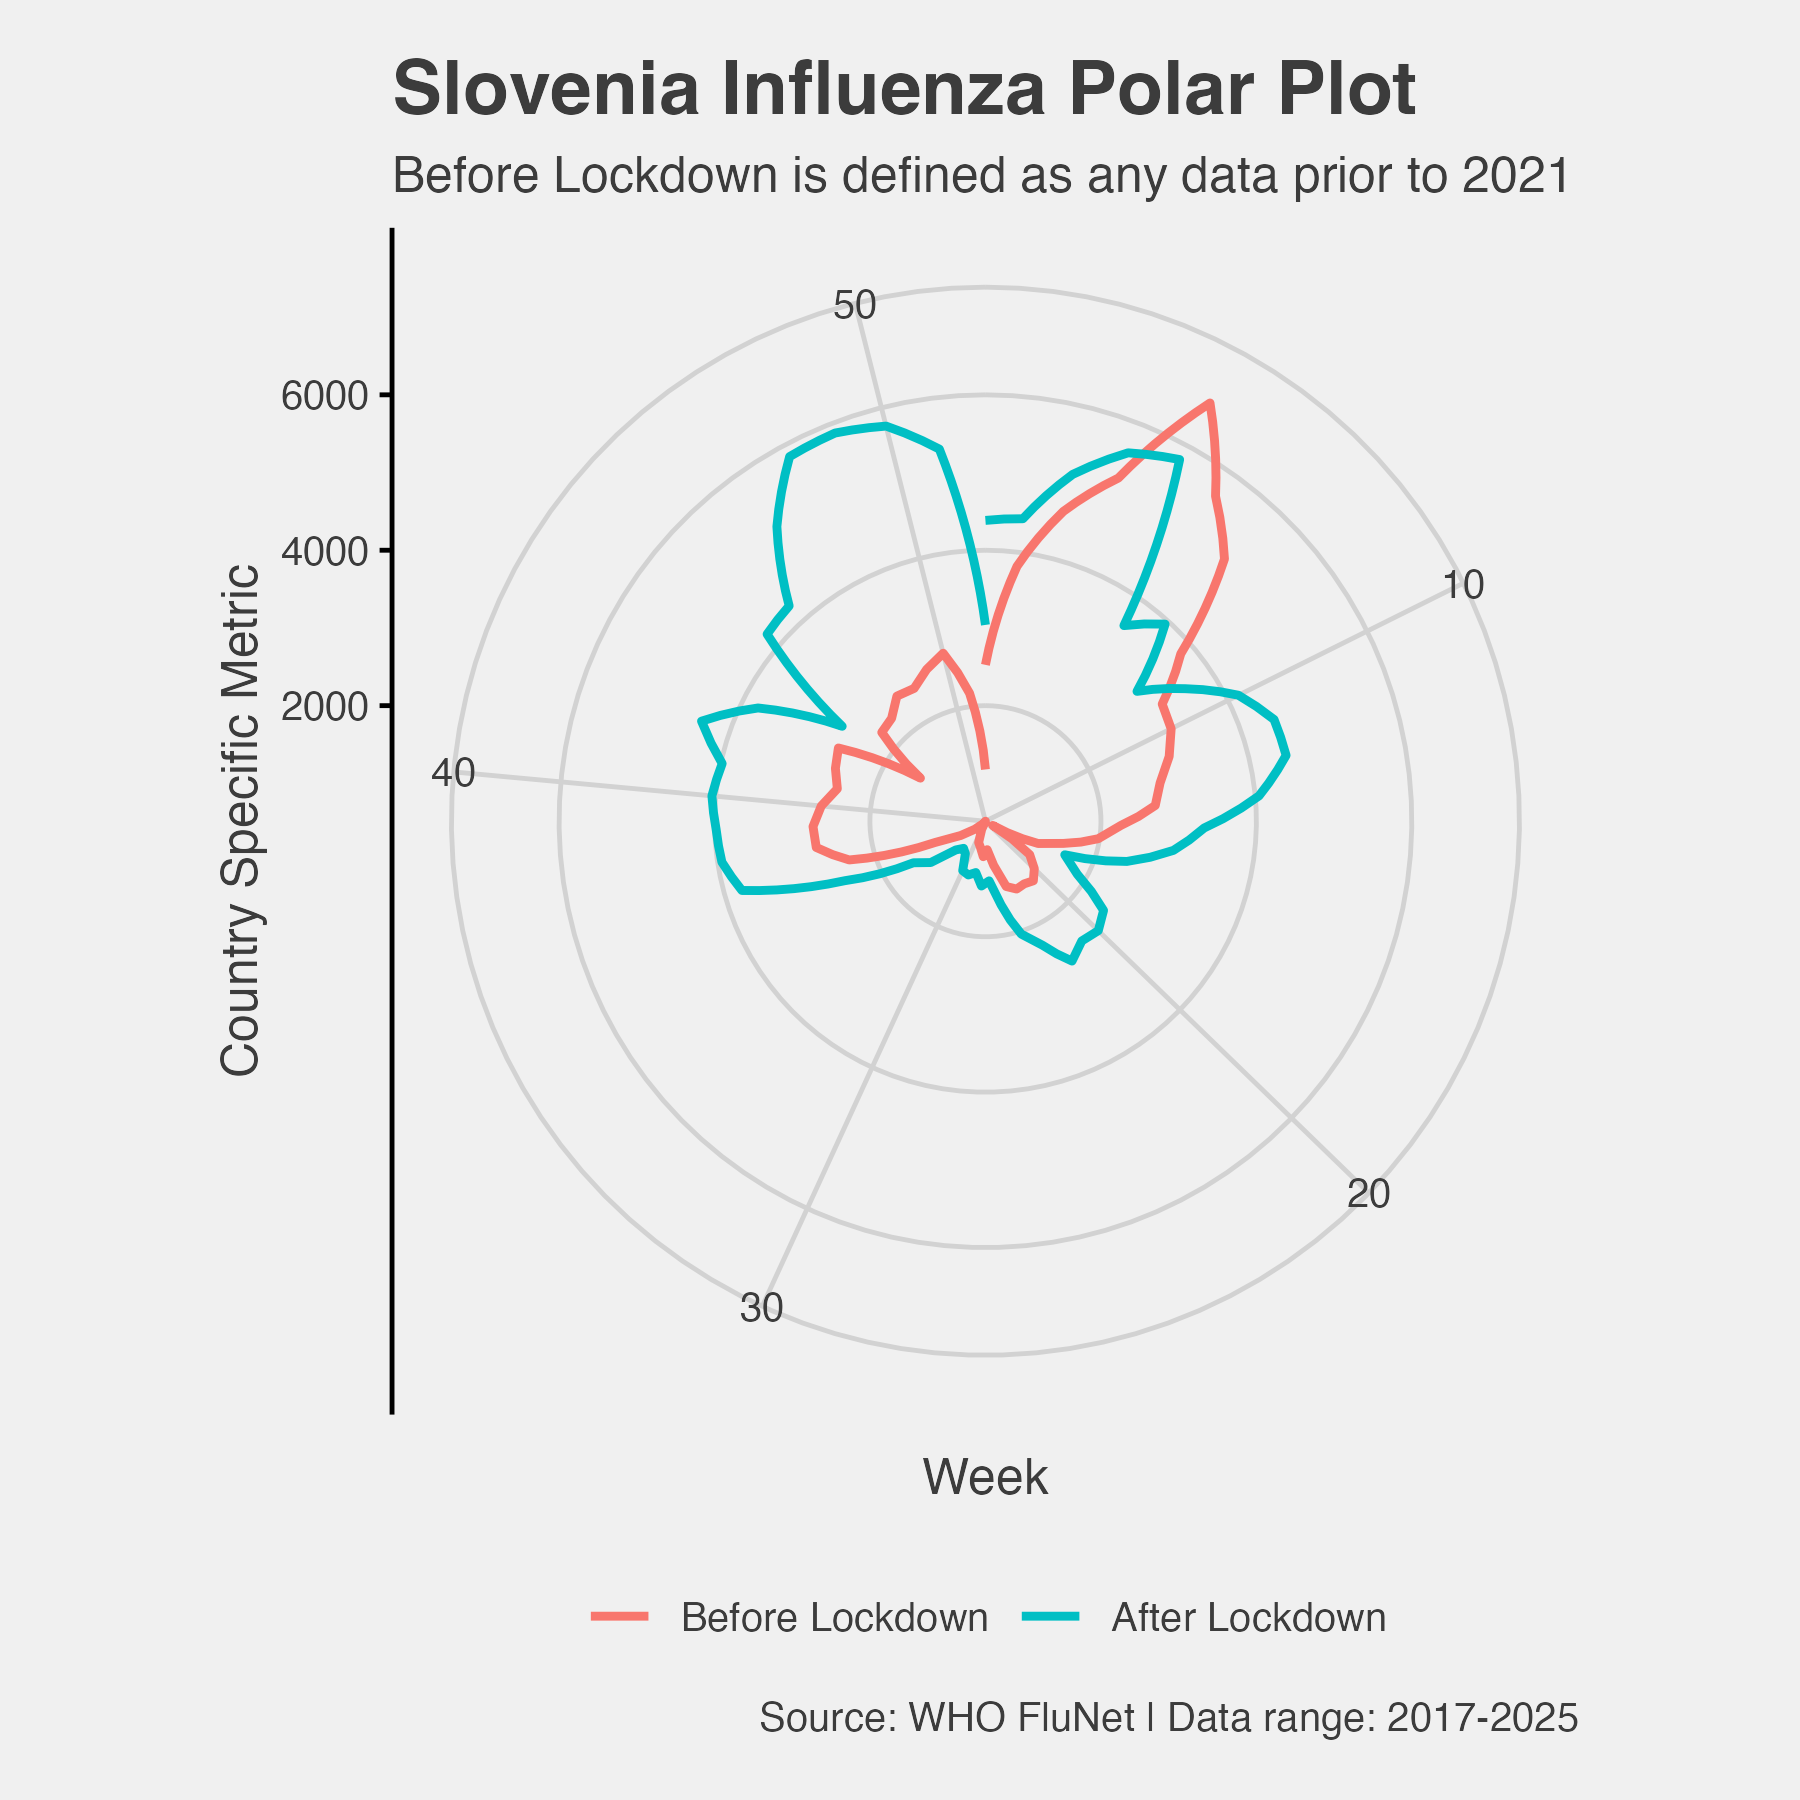 Slovenia Influenza Polar Plot
Before Lockdown is defined as any data prior to 2021
50
6000
10
4000
2000
40
Country Specific Metric
20
30
Week
Before Lockdown After Lockdown
Source: WHO FluNet | Data range: 2017-2025